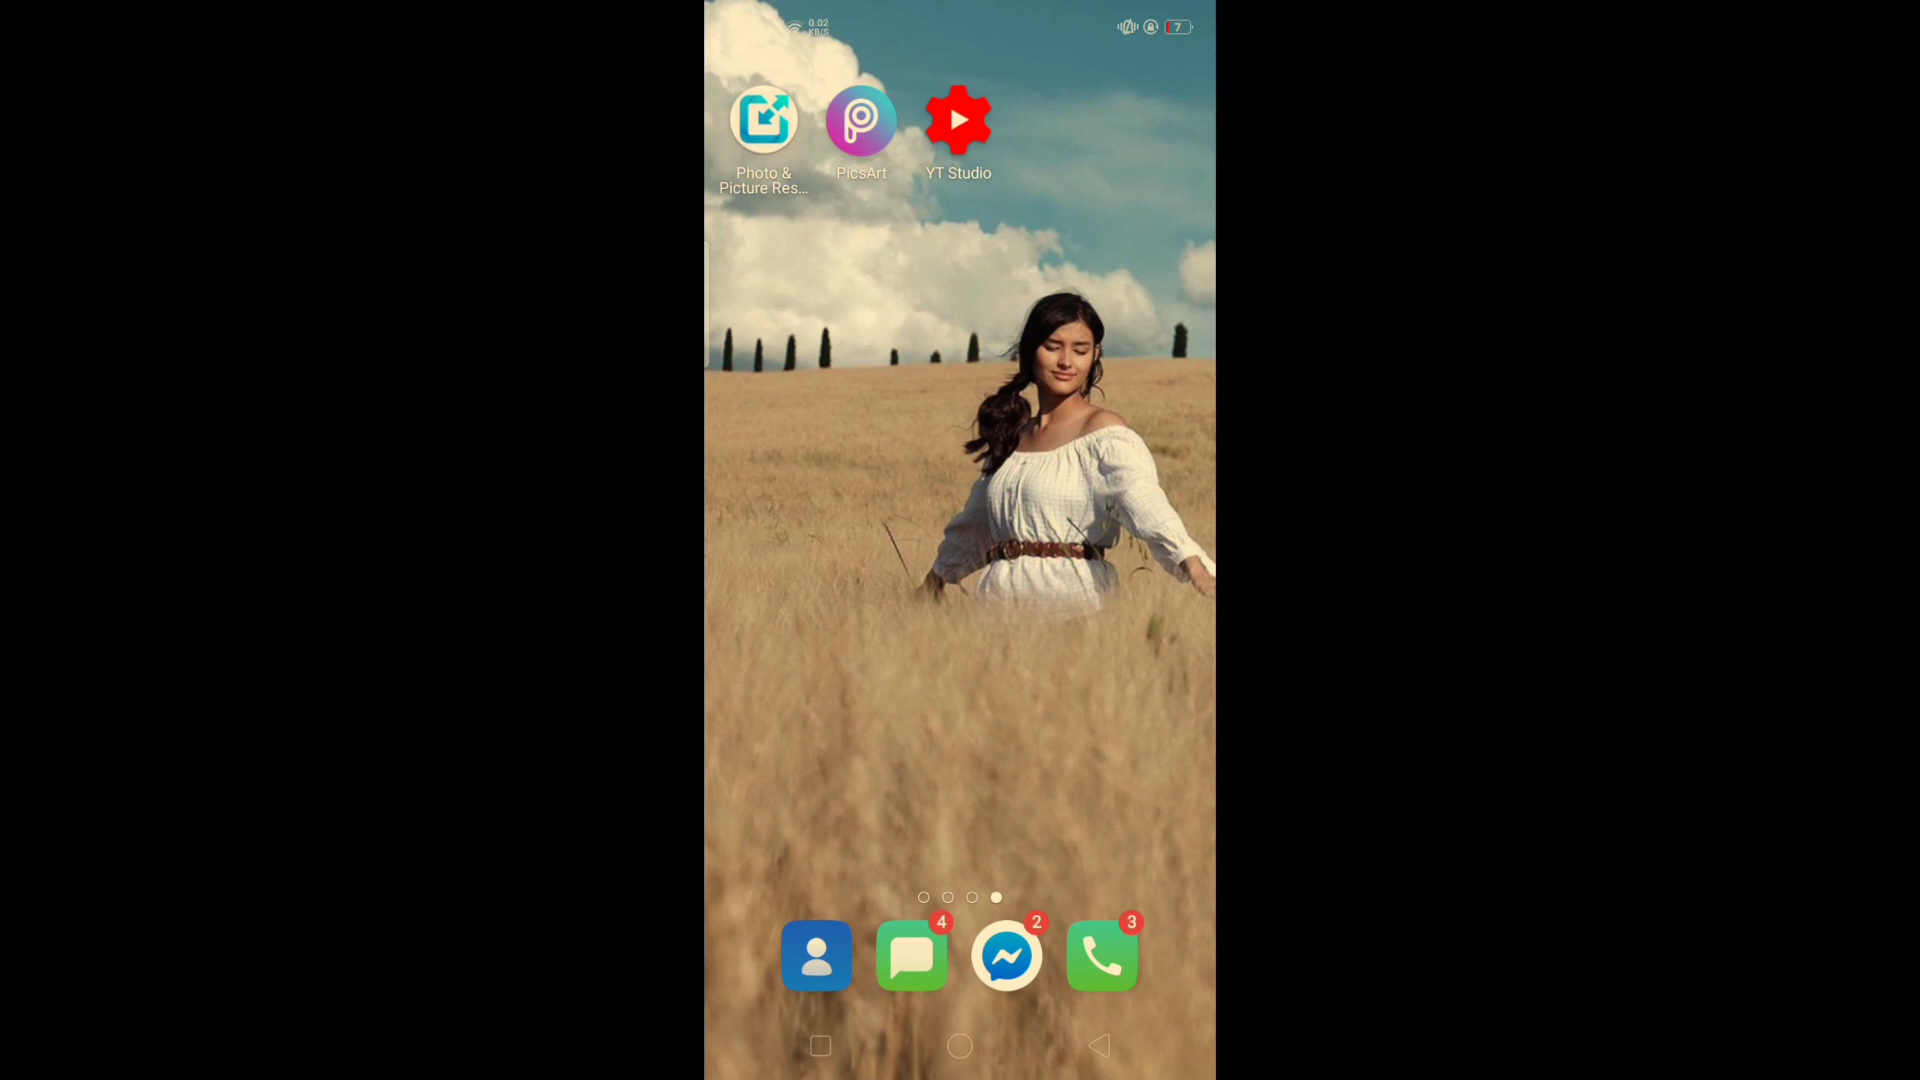 0.02
KB/S
7
Photo &
Picture Res...
PicsArt
YT Studio
4
2
3